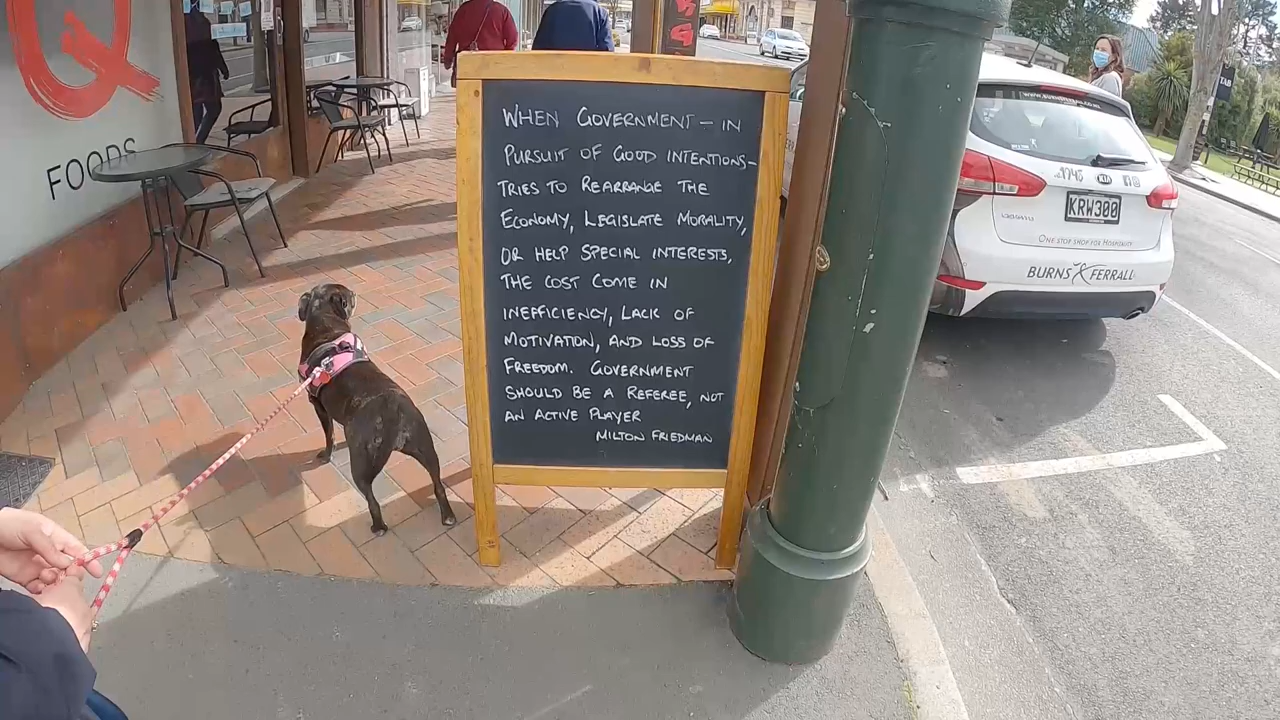 Q
FOODS
WHEN GOVERNMENT – IN
PURSUIT OF GOOD INTENTIONS –
TRIES TO REARRANGE THE
ECONOMY, LEGISLATE MORALITY,
OR HELP SPECIAL INTERESTS,
THE COST COME IN
INEFFICIENCY, LACK OF
MOTIVATION, AND LOSS OF
FREEDOM. GOVERNMENT
SHOULD BE A REFEREE, NOT
AN ACTIVE PLAYER
MILTON FRIEDMAN
KIA
KRW300
ONE STOP SHOP FOR HOSPITALITY
BURNS & FERRALL
TAB